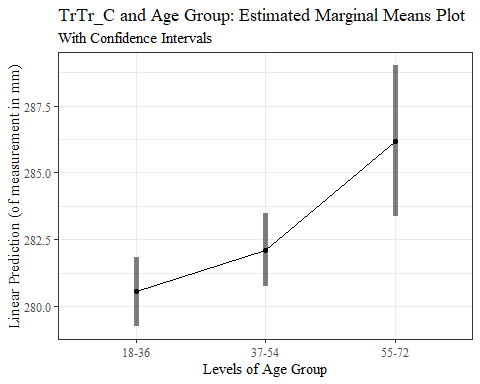 TrTr_C and Age Group: Estimated Marginal Means Plot
With Confidence Intervals
Linear Prediction (of measurement in mm)
287.5
285.0
282.5
280.0
18-36
37-54
55-72
Levels of Age Group